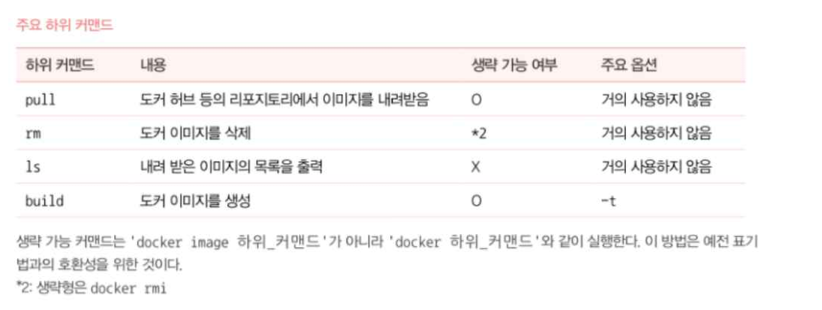 주요 하위 커맨드
하위 커맨드 내용 생략 가능 여부 주요 옵션
pull 도커 허브 등의 리포지토리에서 이미지를 내려받음 O 거의 사용하지 않음
rm 도커 이미지를 삭제 *2 거의 사용하지 않음
ls 내려 받은 이미지의 목록을 출력 X 거의 사용하지 않음
build 도커 이미지를 생성 O -t
생략 가능 커맨드는 'docker image 하위_커맨드'가 아니라 'docker 하위_커맨드'와 같이 실행한다. 이 방법은 예전 표기
법과의 호환성을 위한 것이다.
*2: 생략형은 docker rmi